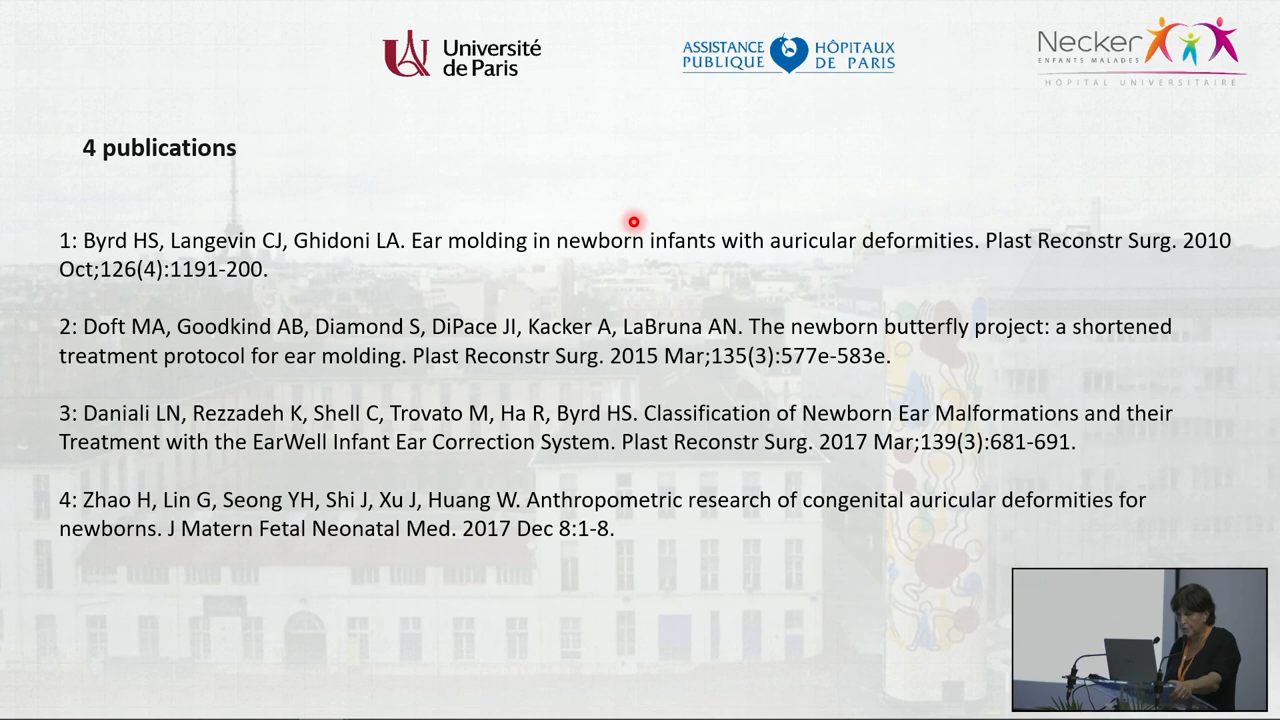 Université
de Paris
ASSISTANCE
PUBLIQUE
HÔPITAUX
DE PARIS
Necker
ENFANTS MALADES
HÔPITAL UNIVERSITAIRE
4 publications
1: Byrd HS, Langevin CJ, Ghidoni LA. Ear molding in newborn infants with auricular deformities. Plast Reconstr Surg. 2010
Oct;126(4):1191-200.
2: Doft MA, Goodkind AB, Diamond S, DiPace JI, Kacker A, LaBruna AN. The newborn butterfly project: a shortened
treatment protocol for ear molding. Plast Reconstr Surg. 2015 Mar;135(3):577e-583e.
3: Daniali LN, Rezzadeh K, Shell C, Trovato M, Ha R, Byrd HS. Classification of Newborn Ear Malformations and their
Treatment with the EarWell Infant Ear Correction System. Plast Reconstr Surg. 2017 Mar;139(3):681-691.
4: Zhao H, Lin G, Seong YH, Shi J, Xu J, Huang W. Anthropometric research of congenital auricular deformities for
newborns. J Matern Fetal Neonatal Med. 2017 Dec 8:1-8.